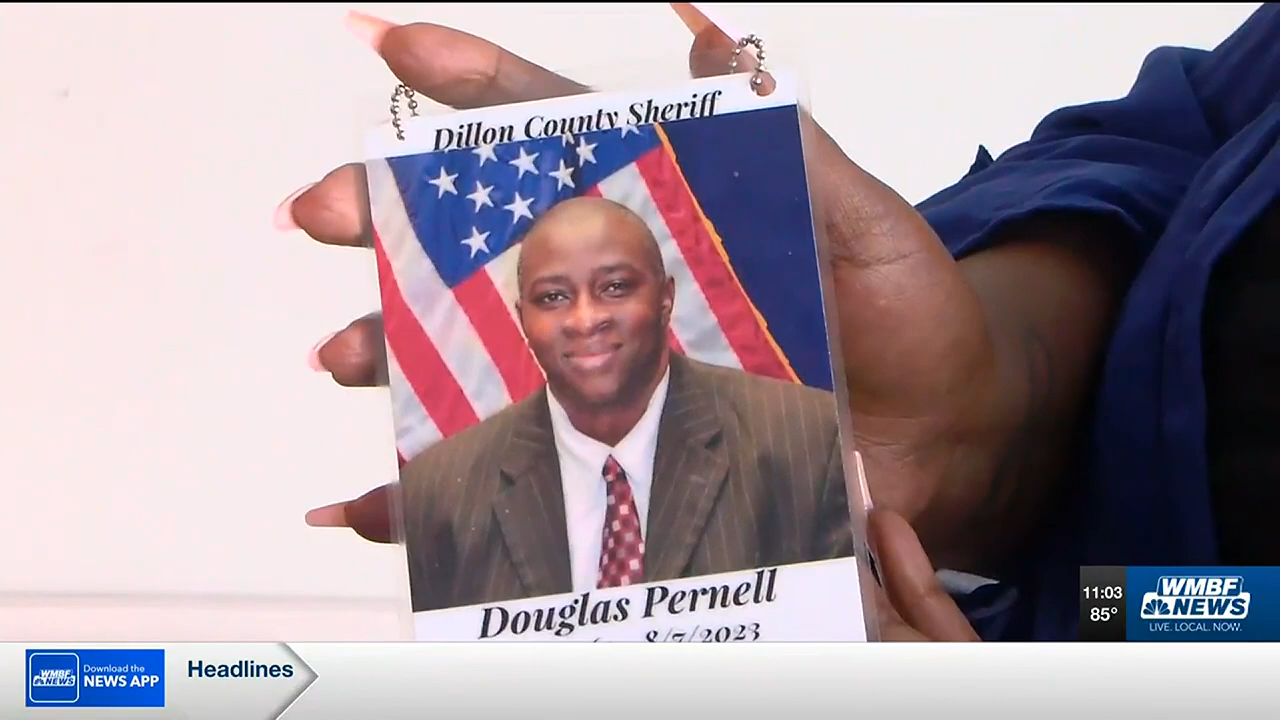 Dillon County Sheriff
Douglas Pernell
8/7/2023
11:03
85°
WMBF
NEWS
LIVE. LOCAL. NOW.
WMBF
NEWS
Download the
NEWS APP
Headlines